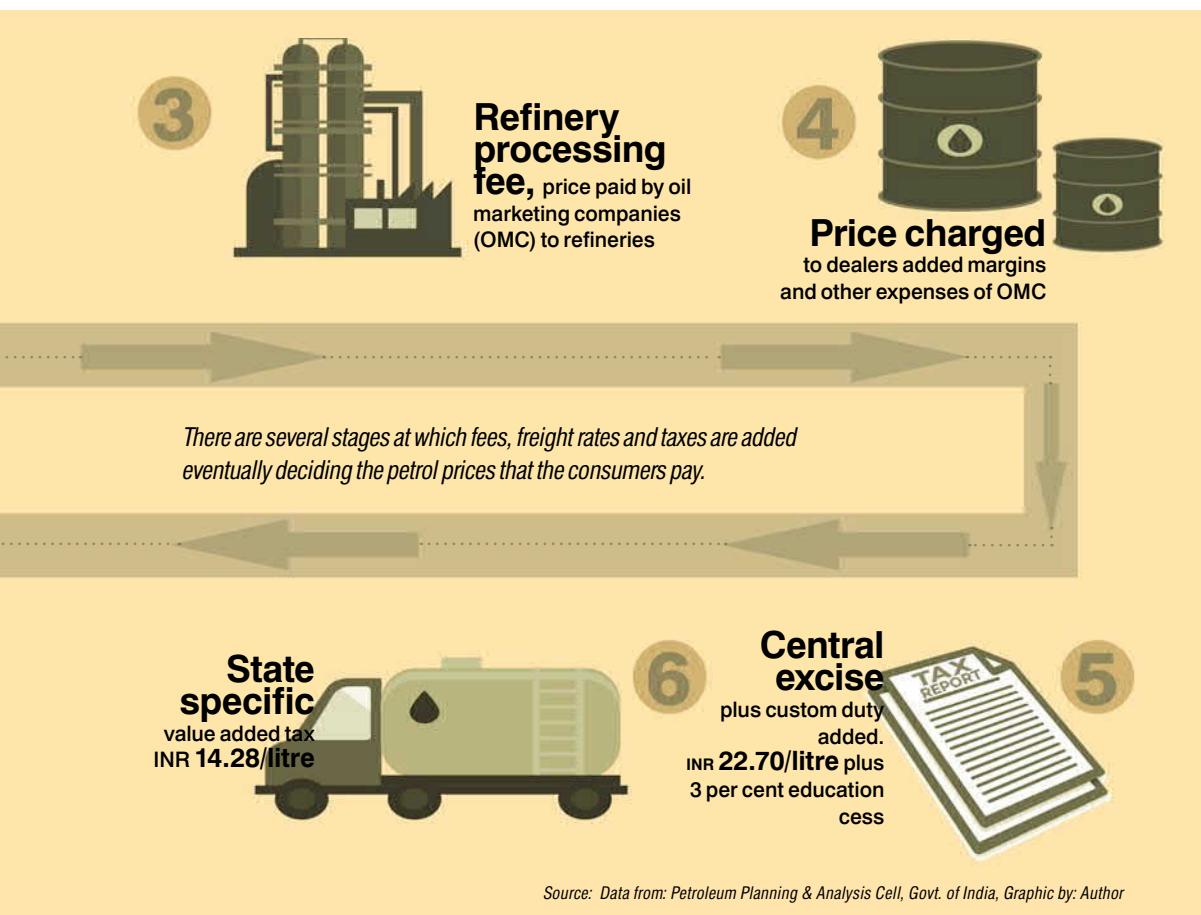 3
Refinery
processing
fee, price paid by oil
marketing companies
(OMC) to refineries
4
Price charged
to dealers added margins
and other expenses of OMC
There are several stages at which fees, freight rates and taxes are added
eventually deciding the petrol prices that the consumers pay.
5
TAX
REPORT
Central
excise
plus custom duty
added.
INR 22.70/litre plus
3 per cent education
cess
6
State
specific
value added tax
INR 14.28/litre
Source: Data from: Petroleum Planning & Analysis Cell, Govt. of India, Graphic by: Author